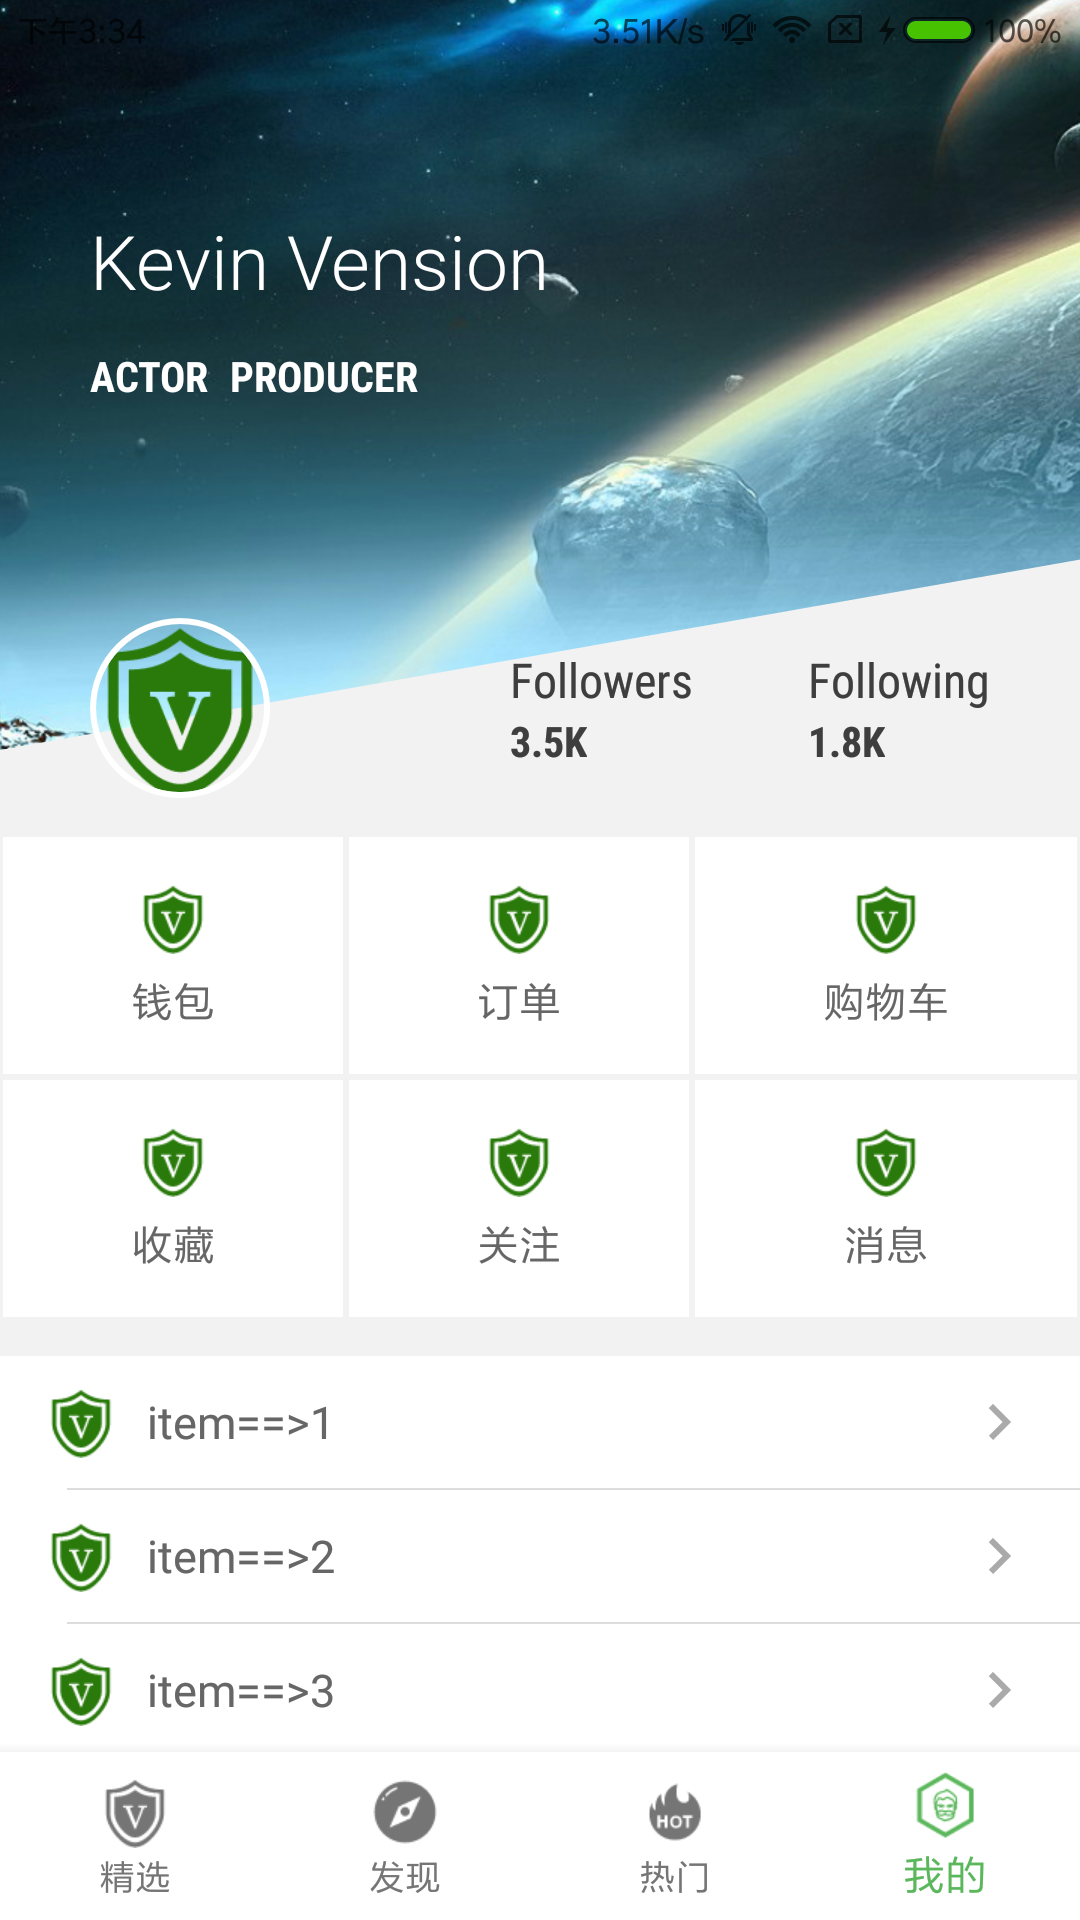 下午3:34 3.51K/s 100%
Kevin Vension
ACTOR PRODUCER
V
Followers Following
3.5K 1.8K
V V V
钱包 订单 购物车
V V V
收藏 关注 消息
V item==>1
V item==>2
V item==>3
V HOT
精选 发现 热门 我的